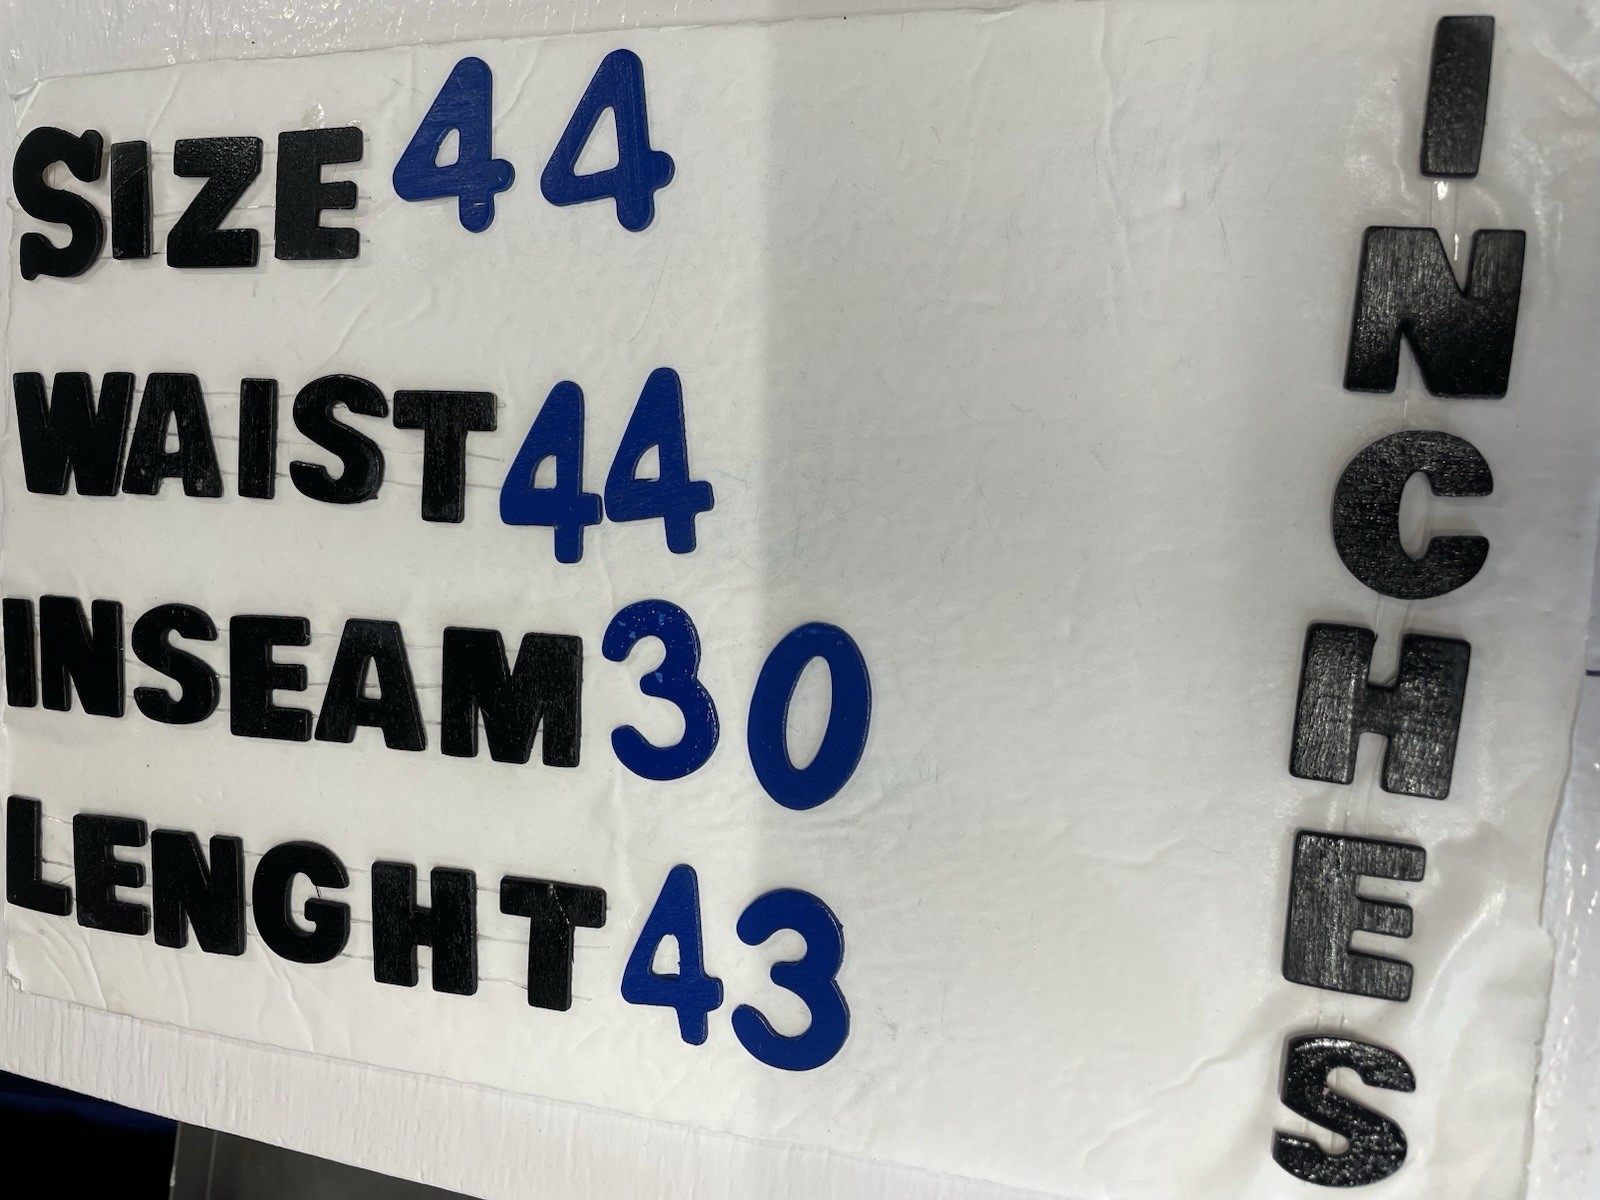 SIZE 44
WAIST 44
INSEAM 30
LENGHT 43
INCHES